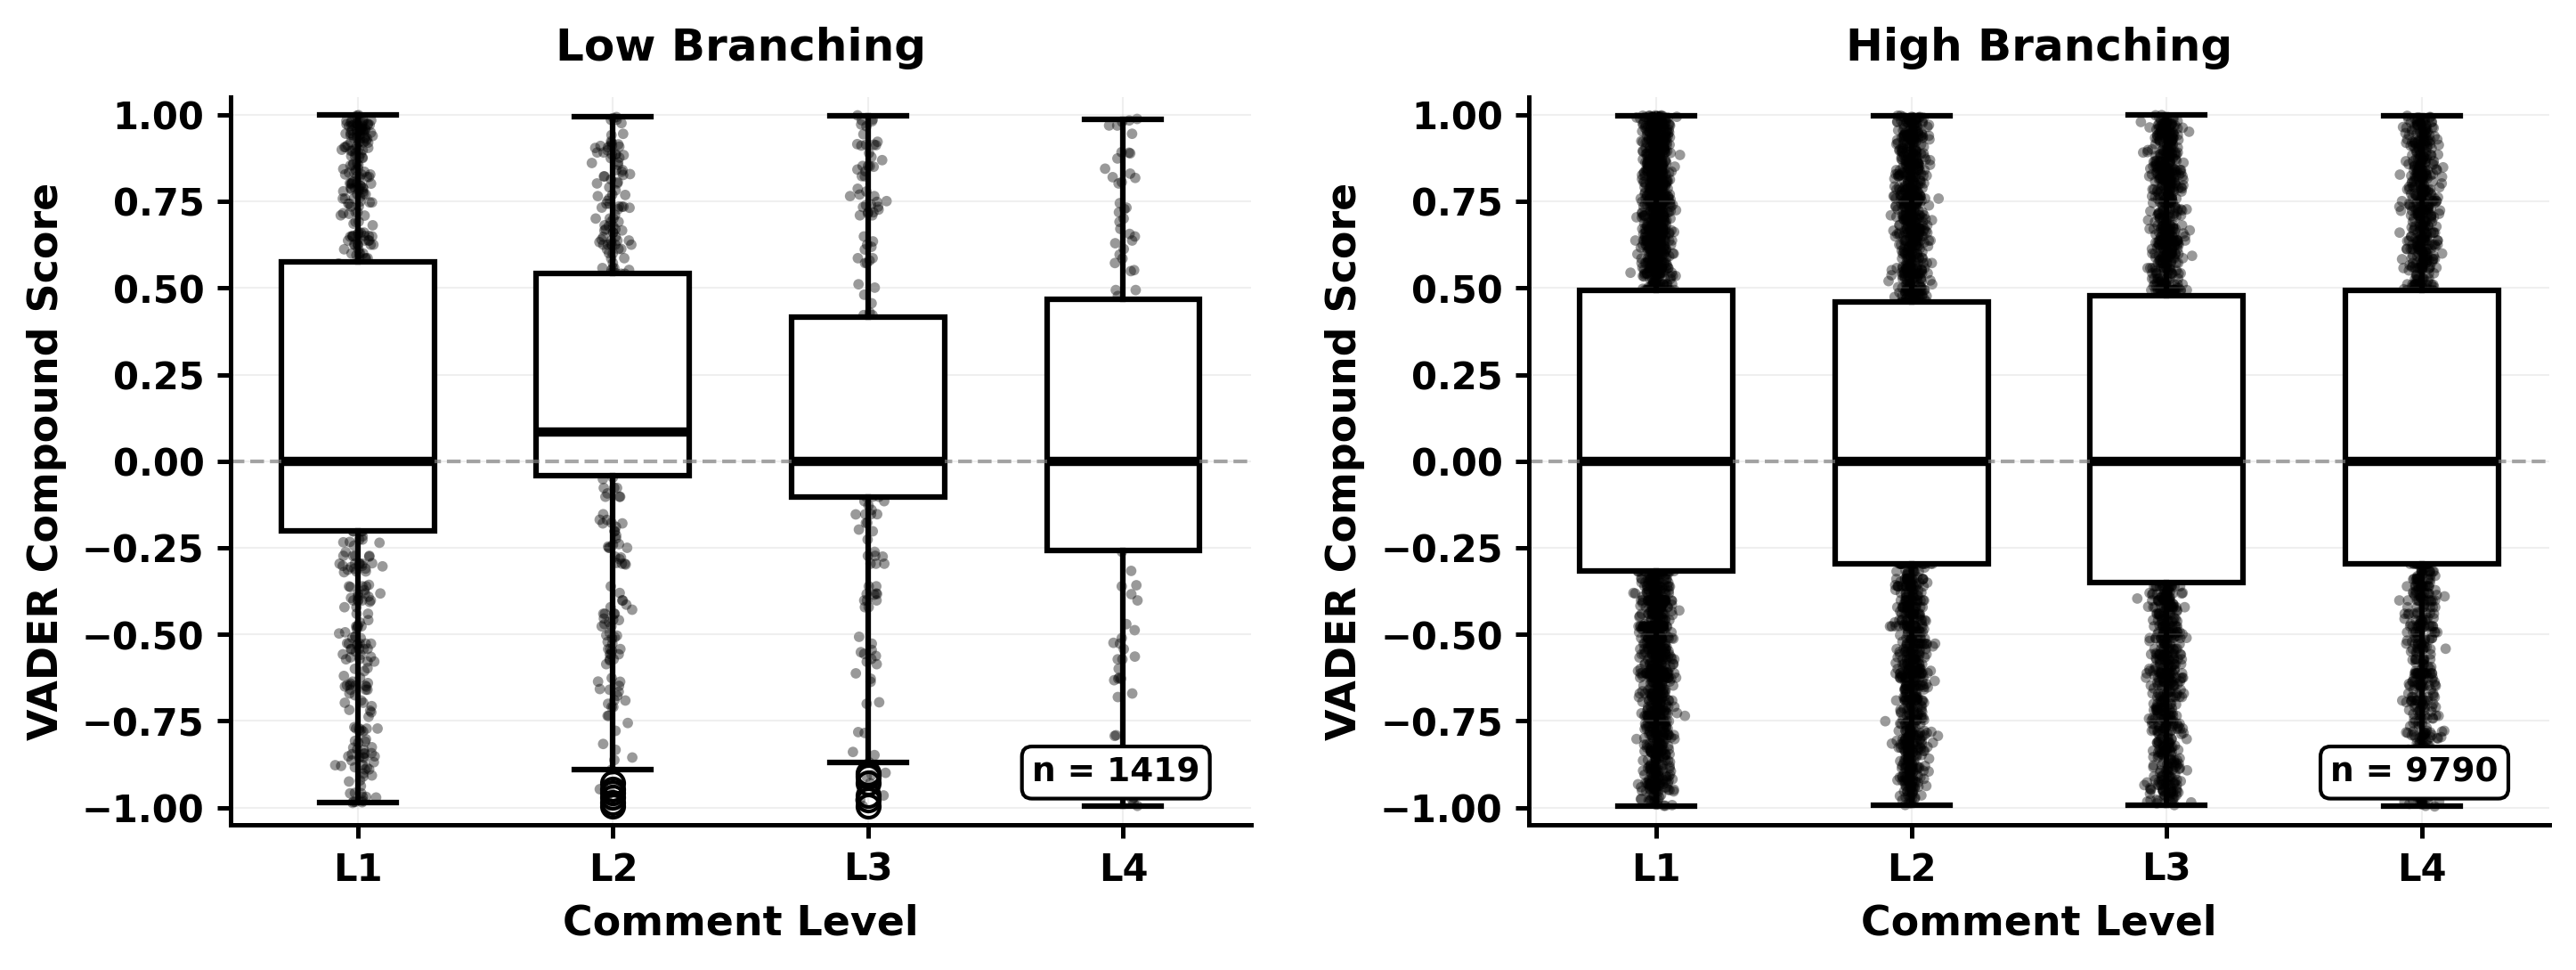 Low Branching
VADER Compound Score
1.00
0.75
0.50
0.25
0.00
−0.25
−0.50
−0.75
−1.00
n = 1419
L1 L2 L3 L4
Comment Level
High Branching
VADER Compound Score
1.00
0.75
0.50
0.25
0.00
−0.25
−0.50
−0.75
−1.00
n = 9790
L1 L2 L3 L4
Comment Level